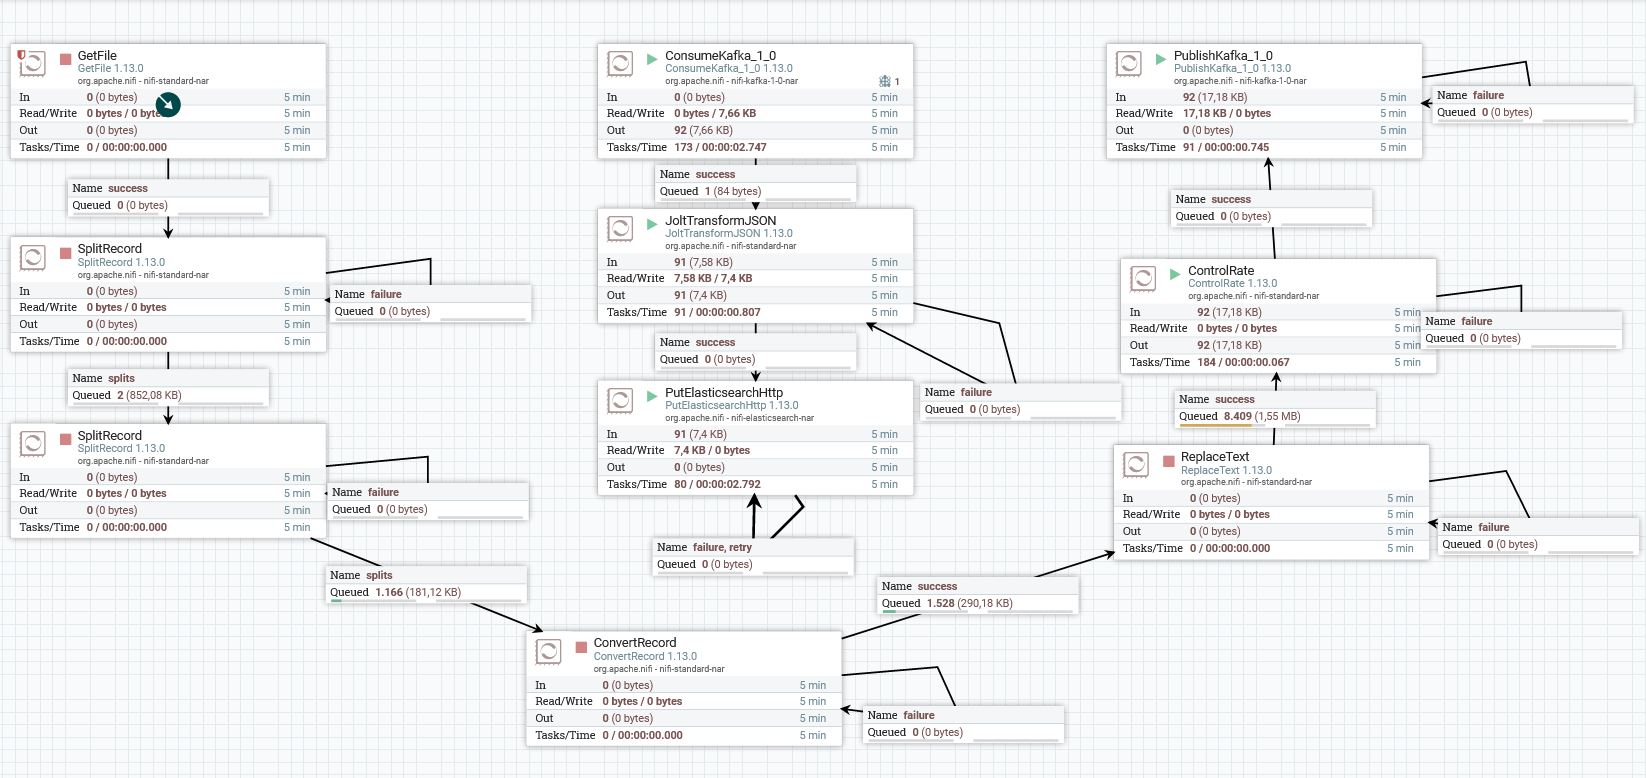 GetFile
GetFile 1.13.0
org.apache.nifi - nifi-standard-nar
In 0 (0 bytes) 5 min
Read/Write 0 bytes / 0 bytes 5 min
Out 0 (0 bytes) 5 min
Tasks/Time 0 / 00:00:00.000 5 min
Name success
Queued 0 (0 bytes)
SplitRecord
SplitRecord 1.13.0
org.apache.nifi - nifi-standard-nar
In 0 (0 bytes) 5 min
Read/Write 0 bytes / 0 bytes 5 min
Out 0 (0 bytes) 5 min
Tasks/Time 0 / 00:00:00.000 5 min
Name failure
Queued 0 (0 bytes)
Name splits
Queued 2 (852,08 KB)
SplitRecord
SplitRecord 1.13.0
org.apache.nifi - nifi-standard-nar
In 0 (0 bytes) 5 min
Read/Write 0 bytes / 0 bytes 5 min
Out 0 (0 bytes) 5 min
Tasks/Time 0 / 00:00:00.000 5 min
Name failure
Queued 0 (0 bytes)
Name splits
Queued 1.166 (181,12 KB)
ConvertRecord
ConvertRecord 1.13.0
org.apache.nifi - nifi-standard-nar
In 0 (0 bytes) 5 min
Read/Write 0 bytes / 0 bytes 5 min
Out 0 (0 bytes) 5 min
Tasks/Time 0 / 00:00:00.000 5 min
Name failure
Queued 0 (0 bytes)
Name success
Queued 1.528 (290,18 KB)
ConsumeKafka_1_0
ConsumeKafka_1_0 1.13.0
org.apache.nifi - nifi-kafka-1-0-nar
1
In 0 (0 bytes) 5 min
Read/Write 0 bytes / 7,66 KB 5 min
Out 92 (7,66 KB) 5 min
Tasks/Time 173 / 00:00:02.747 5 min
Name success
Queued 1 (84 bytes)
JoltTransformJSON
JoltTransformJSON 1.13.0
org.apache.nifi - nifi-standard-nar
In 91 (7,58 KB) 5 min
Read/Write 7,58 KB / 7,4 KB 5 min
Out 91 (7,4 KB) 5 min
Tasks/Time 91 / 00:00:00.807 5 min
Name success
Queued 0 (0 bytes)
Name failure
Queued 0 (0 bytes)
PutElasticsearchHttp
PutElasticsearchHttp 1.13.0
org.apache.nifi - nifi-elasticsearch-nar
In 91 (7,4 KB) 5 min
Read/Write 7,4 KB / 0 bytes 5 min
Out 0 (0 bytes) 5 min
Tasks/Time 80 / 00:00:02.792 5 min
Name failure, retry
Queued 0 (0 bytes)
PublishKafka_1_0
PublishKafka_1_0 1.13.0
org.apache.nifi - nifi-kafka-1-0-nar
In 92 (17,18 KB) 5 min
Read/Write 17,18 KB / 0 bytes 5 min
Out 0 (0 bytes) 5 min
Tasks/Time 91 / 00:00:00.745 5 min
Name failure
Queued 0 (0 bytes)
Name success
Queued 0 (0 bytes)
ControlRate
ControlRate 1.13.0
org.apache.nifi - nifi-standard-nar
In 92 (17,18 KB) 5 min
Read/Write 0 bytes / 0 bytes 5 min
Out 92 (17,18 KB) 5 min
Tasks/Time 184 / 00:00:00.067 5 min
Name failure
Queued 0 (0 bytes)
Name success
Queued 8.409 (1,55 MB)
ReplaceText
ReplaceText 1.13.0
org.apache.nifi - nifi-standard-nar
In 0 (0 bytes) 5 min
Read/Write 0 bytes / 0 bytes 5 min
Out 0 (0 bytes) 5 min
Tasks/Time 0 / 00:00:00.000 5 min
Name failure
Queued 0 (0 bytes)